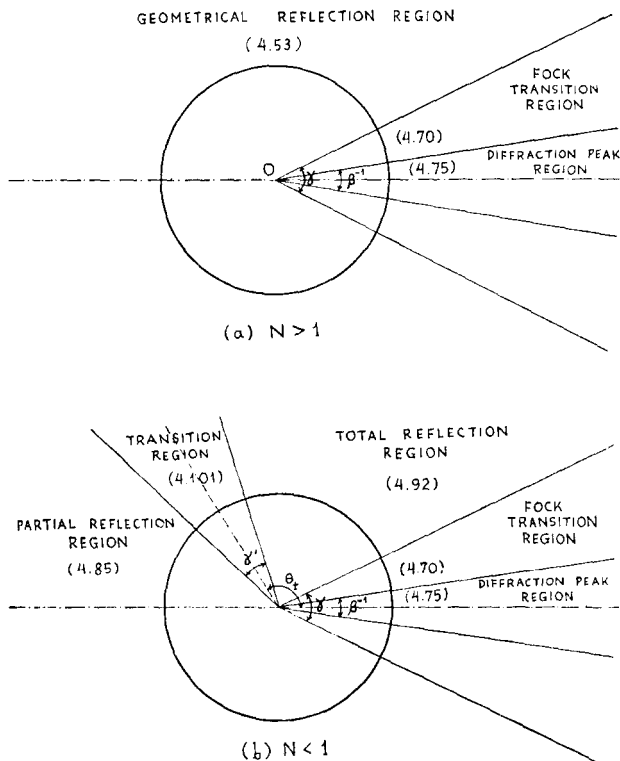 GEOMETRICAL REFLECTION REGION
(4.53)
FOCK
TRANSITION
REGION
(4.70)
(4.75)
DIFFRACTION PEAK
REGION
O
γ
β⁻¹
(a) N > 1
TRANSITION
REGION
(4.101)
TOTAL REFLECTION
REGION
(4.92)
PARTIAL REFLECTION
REGION
(4.85)
FOCK
TRANSITION
REGION
(4.70)
(4.75)
DIFFRACTION PEAK
REGION
γ'
θt
γ
β⁻¹
(b) N < 1